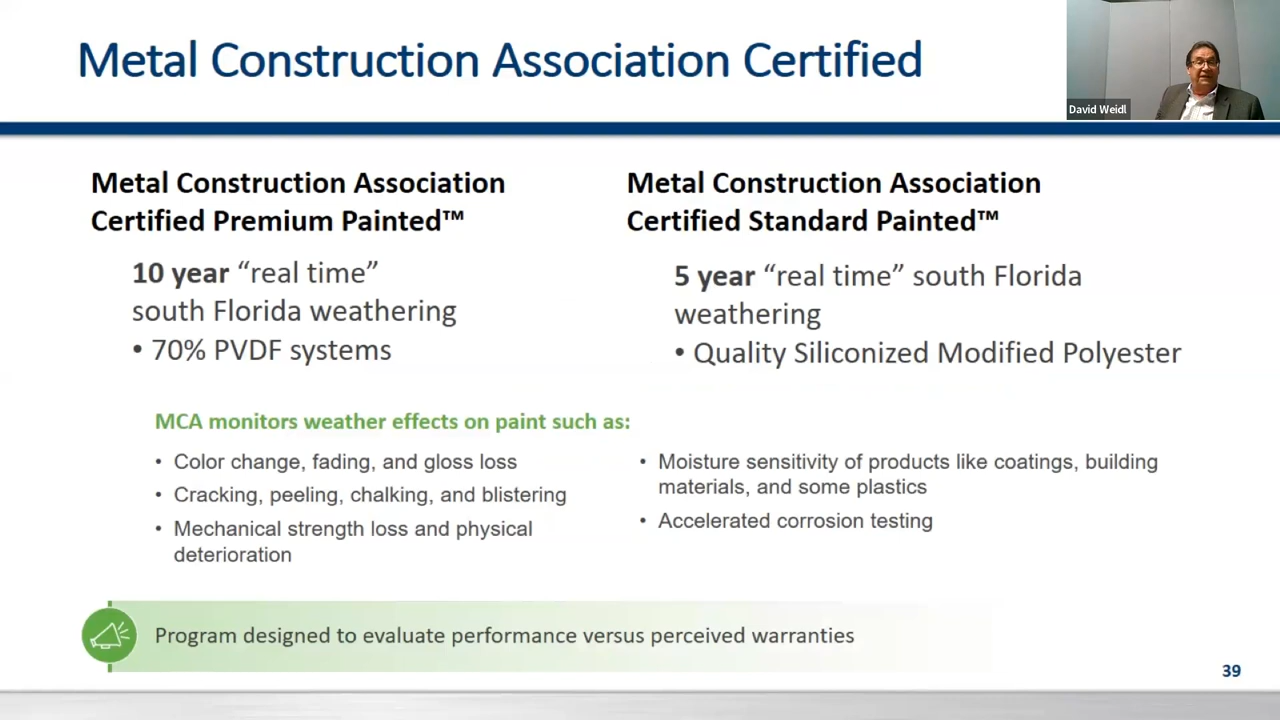 Metal Construction Association Certified
David Weidl
Metal Construction Association
Certified Premium Painted™
10 year “real time”
south Florida weathering
• 70% PVDF systems
Metal Construction Association
Certified Standard Painted™
5 year “real time” south Florida
weathering
• Quality Siliconized Modified Polyester
MCA monitors weather effects on paint such as:
• Color change, fading, and gloss loss
• Cracking, peeling, chalking, and blistering
• Mechanical strength loss and physical
deterioration
• Moisture sensitivity of products like coatings, building
materials, and some plastics
• Accelerated corrosion testing
Program designed to evaluate performance versus perceived warranties
39